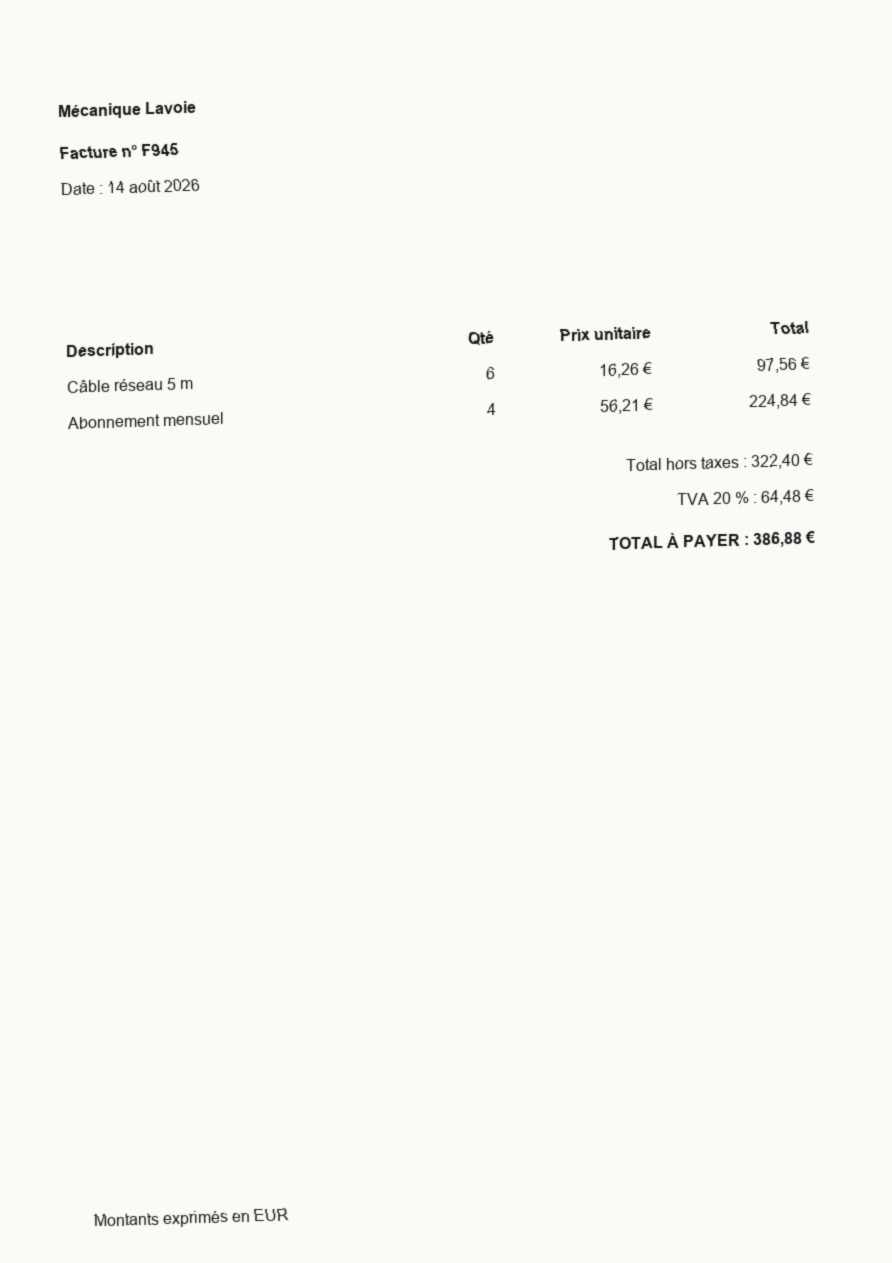 Mécanique Lavoie
Facture n° F945
Date : 14 août 2026
Description Qté Prix unitaire Total
Câble réseau 5 m 6 16,26 € 97,56 €
Abonnement mensuel 4 56,21 € 224,84 €
Total hors taxes : 322,40 €
TVA 20 % : 64,48 €
TOTAL À PAYER : 386,88 €
Montants exprimés en EUR